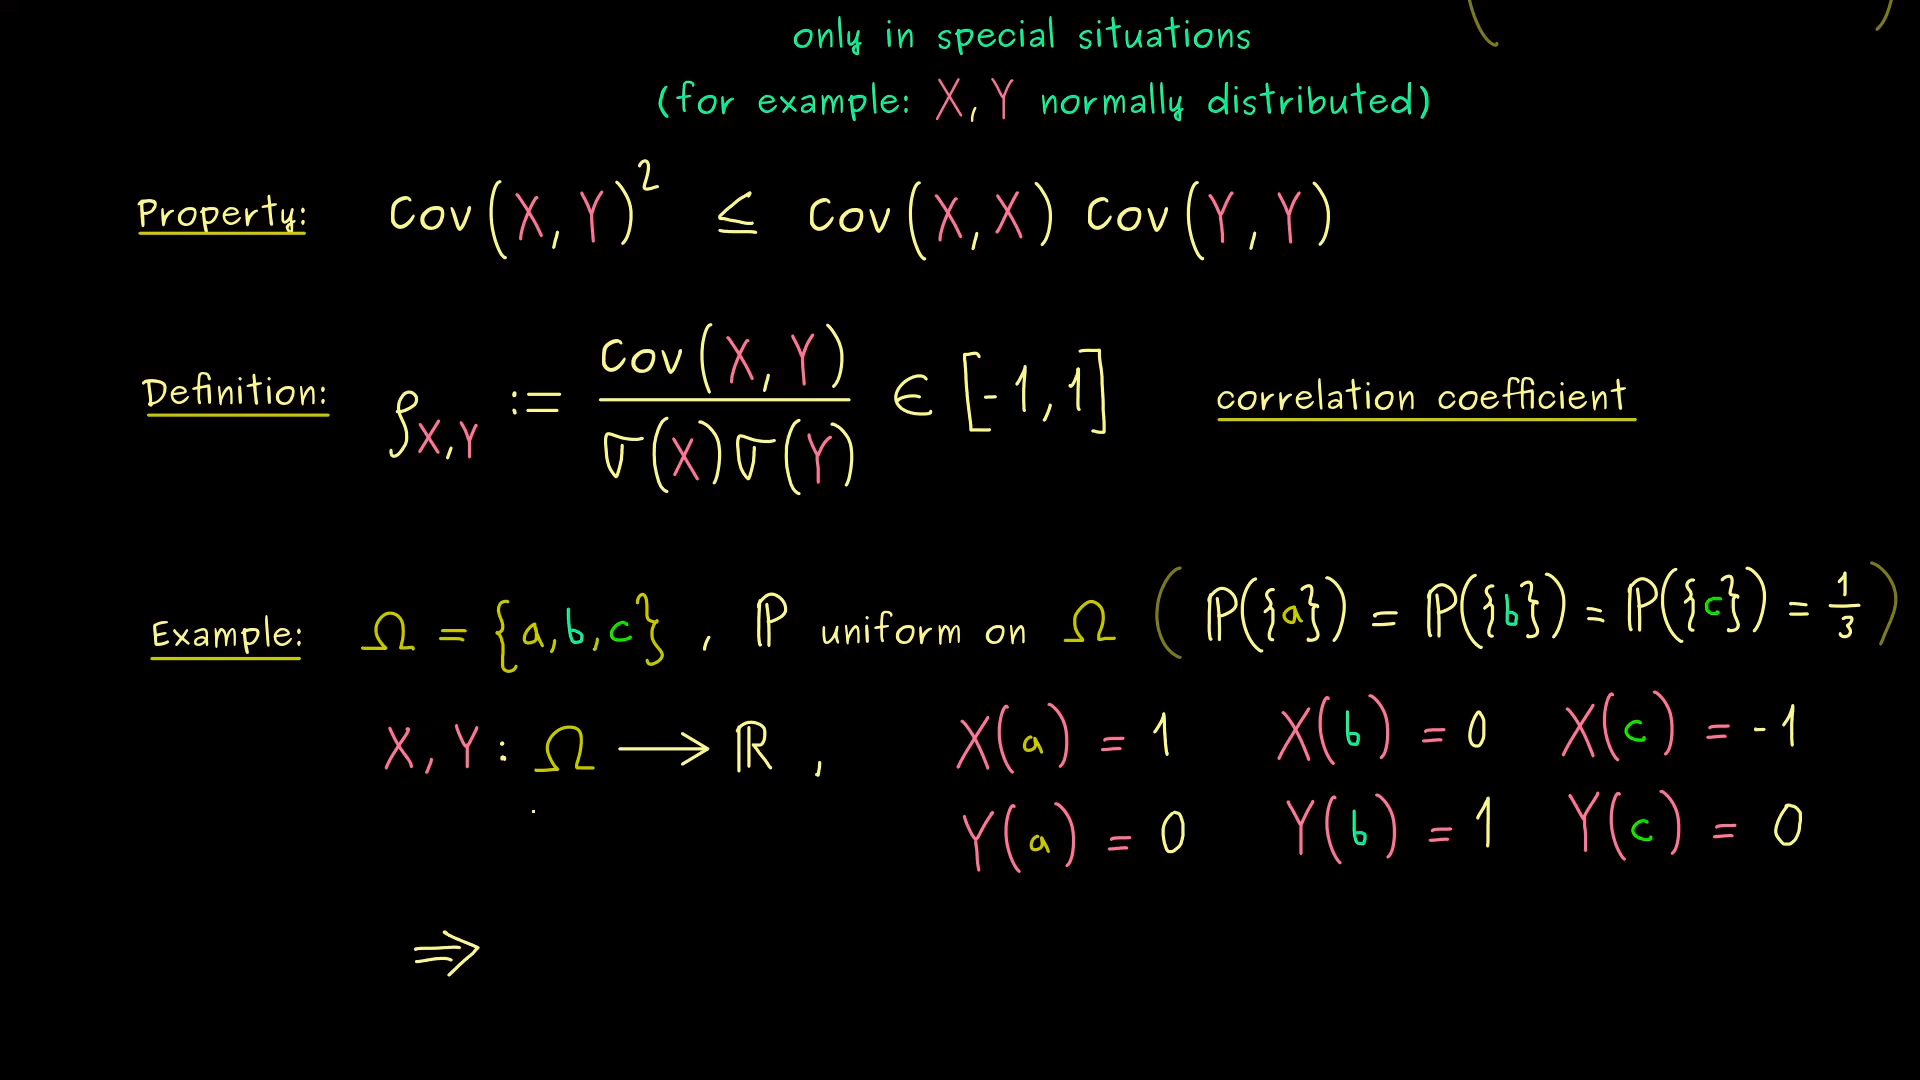 only in special situations
(for example: X, Y normally distributed)
Property: Cov(X, Y)² ≤ Cov(X, X) Cov(Y, Y)
Definition: ρ_{X,Y} := Cov(X, Y) / σ(X) σ(Y) ∈ [-1, 1] correlation coefficient
Example: Ω = {a, b, c} , ℙ uniform on Ω ( ℙ({a}) = ℙ({b}) = ℙ({c}) = 1/3 )
X, Y : Ω ⟶ ℝ , X(a) = 1 X(b) = 0 X(c) = -1
Y(a) = 0 Y(b) = 1 Y(c) = 0
⇒